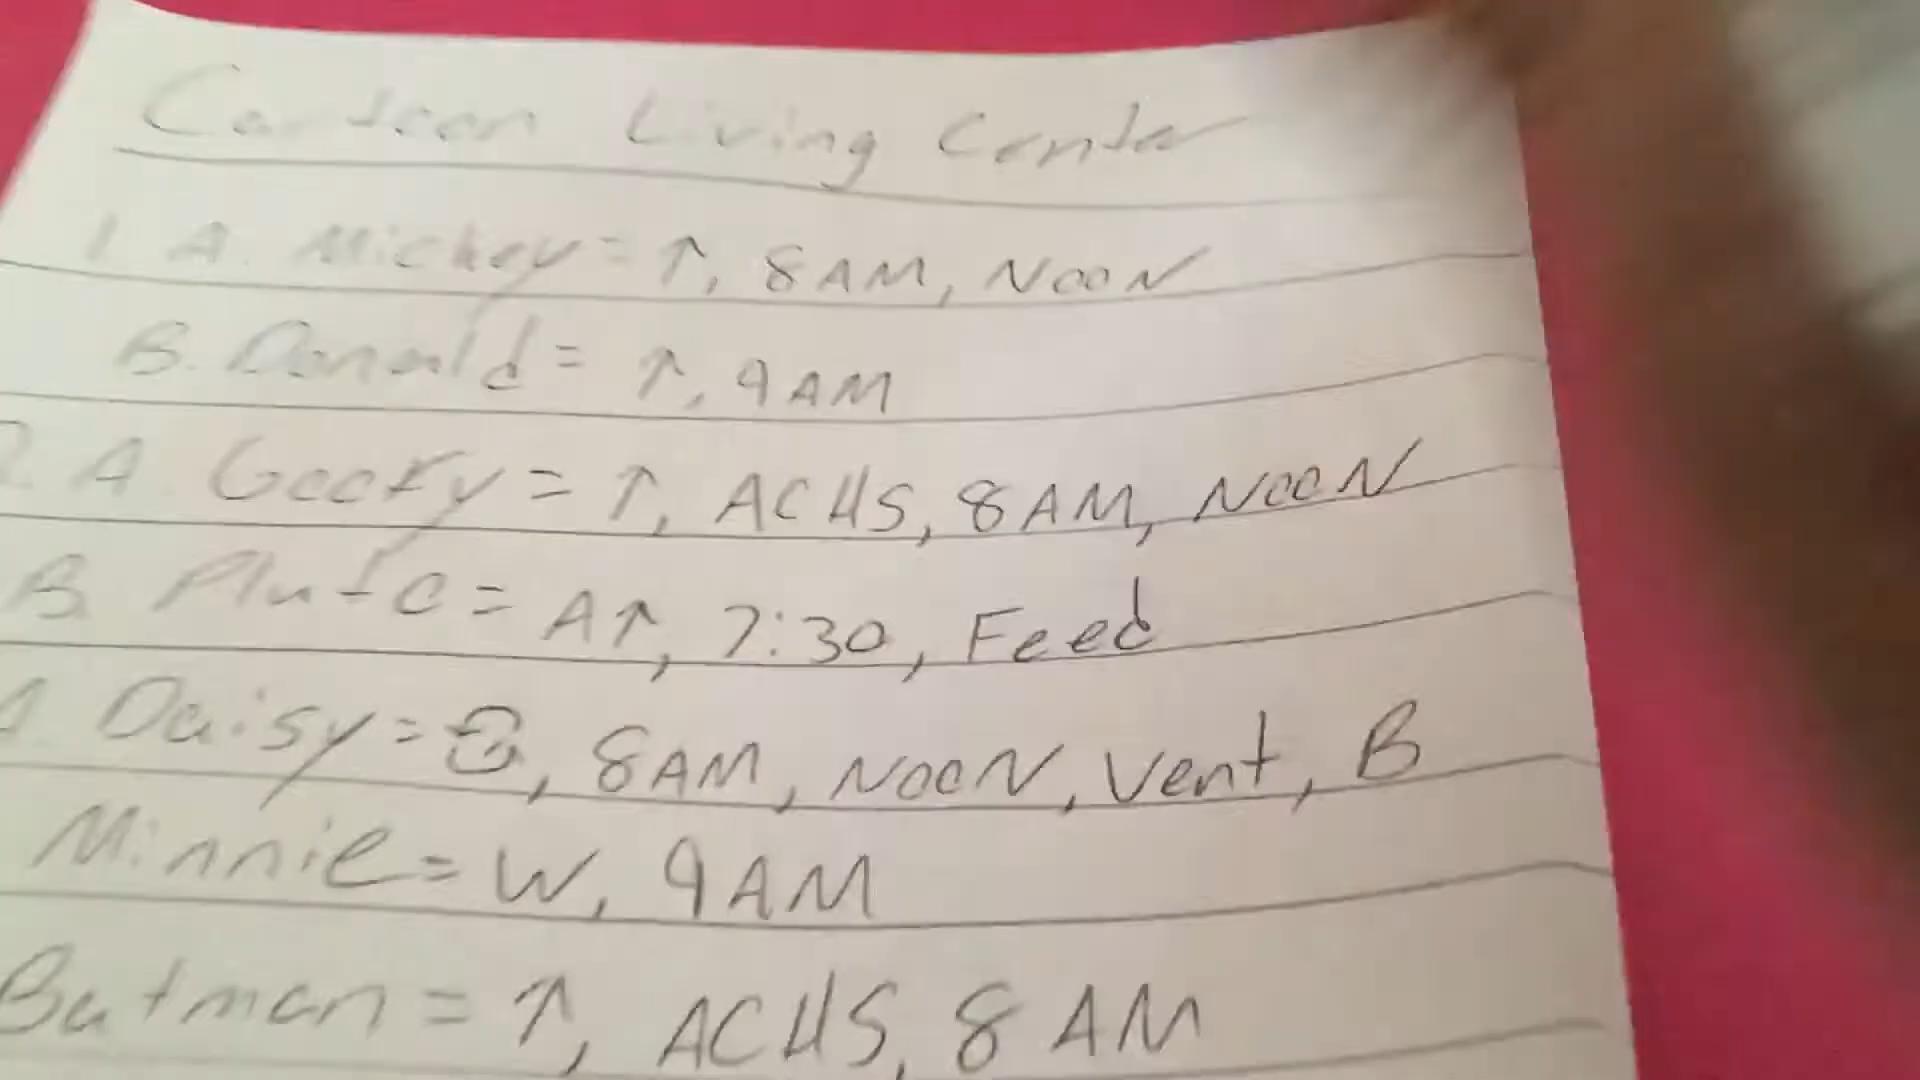 Cartoon Living Center
1. A. Mickey = ↑, 8AM, NOON
B. Donald = ↑, 9AM
2. A. Goofy = ↑, ACHS, 8AM, NOON
B. Pluto = A↑, 7:30, Feed
A. Daisy = , 8AM, NOON, Vent, B
Minnie = W, 9AM
Batman = ↑, ACHS, 8AM